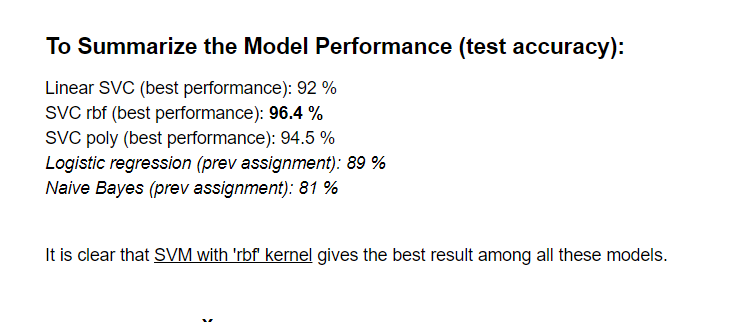 To Summarize the Model Performance (test accuracy):
Linear SVC (best performance): 92 %
SVC rbf (best performance): 96.4 %
SVC poly (best performance): 94.5 %
Logistic regression (prev assignment): 89 %
Naive Bayes (prev assignment): 81 %
It is clear that SVM with 'rbf' kernel gives the best result among all these models.